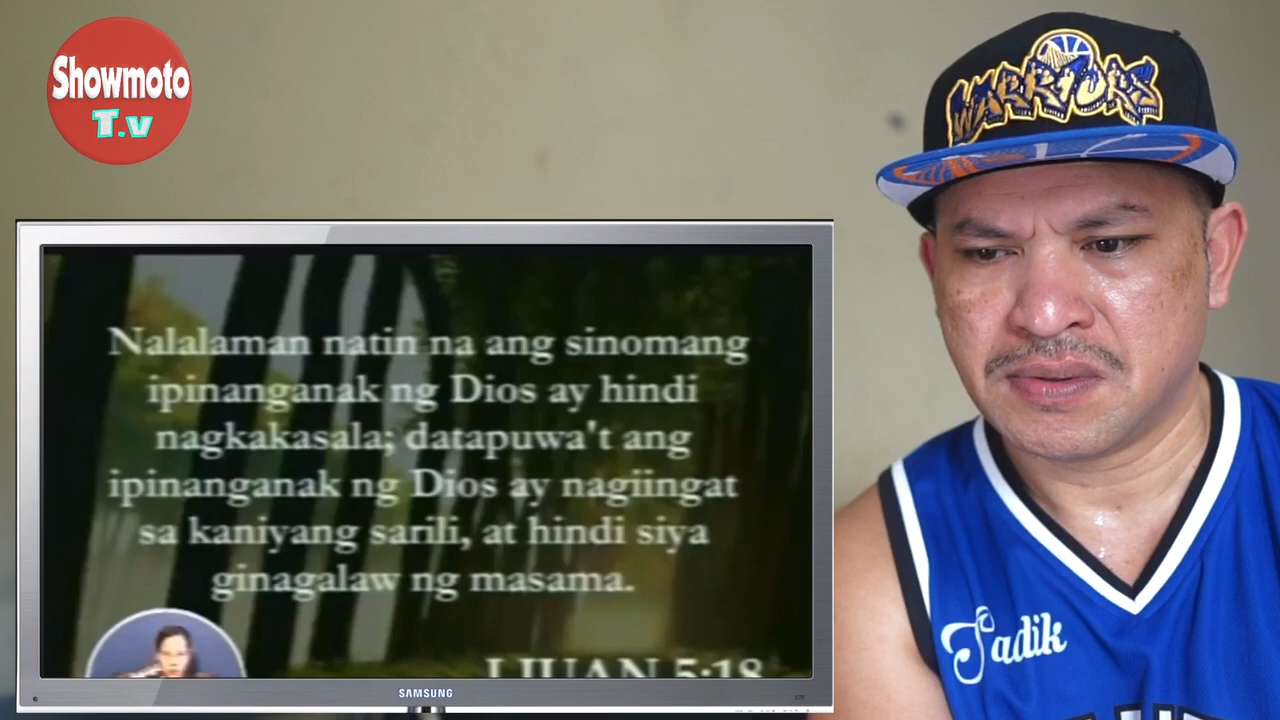 Showmoto
T.v
WARRIORS
Nalalaman natin na ang sinomang
ipinanganak ng Dios ay hindi
nagkakasala; datapuwa't ang
ipinanganak ng Dios ay nagiingat
sa kaniyang sarili, at hindi siya
ginagalaw ng masama.
I JUAN 5:18
SAMSUNG
Sadik